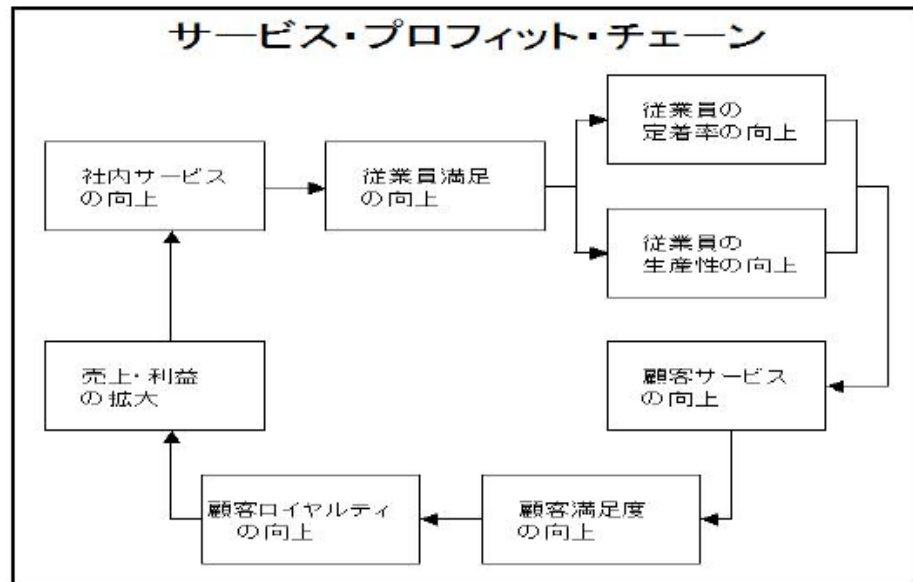 サービス・プロフィット・チェーン
社内サービス
の向上
従業員満足
の向上
従業員の
定着率の向上
従業員の
生産性の向上
顧客サービス
の向上
顧客満足度
の向上
顧客ロイヤルティ
の向上
売上・利益
の拡大